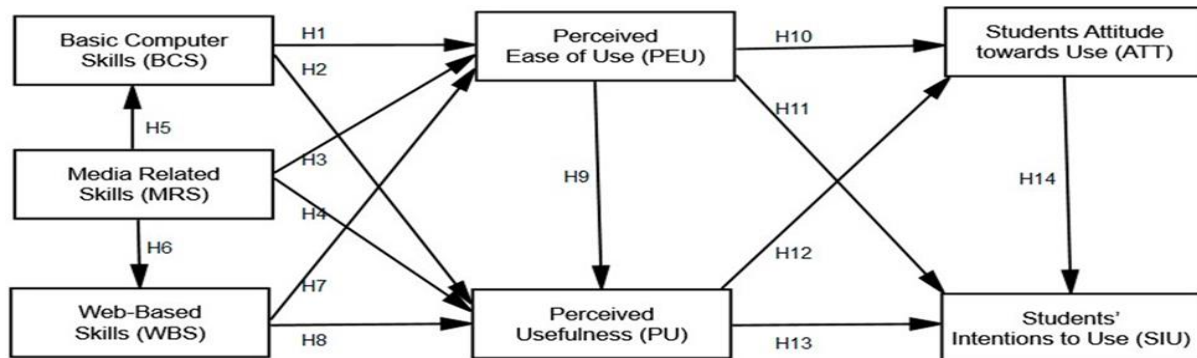 Basic Computer
Skills (BCS)
H1
H2
Perceived
Ease of Use (PEU)
H10
Students Attitude
towards Use (ATT)
H5
H3
H11
Media Related
Skills (MRS)
H4
H9
H14
H6
H7
H12
Web-Based
Skills (WBS)
H8
Perceived
Usefulness (PU)
H13
Students’
Intentions to Use (SIU)